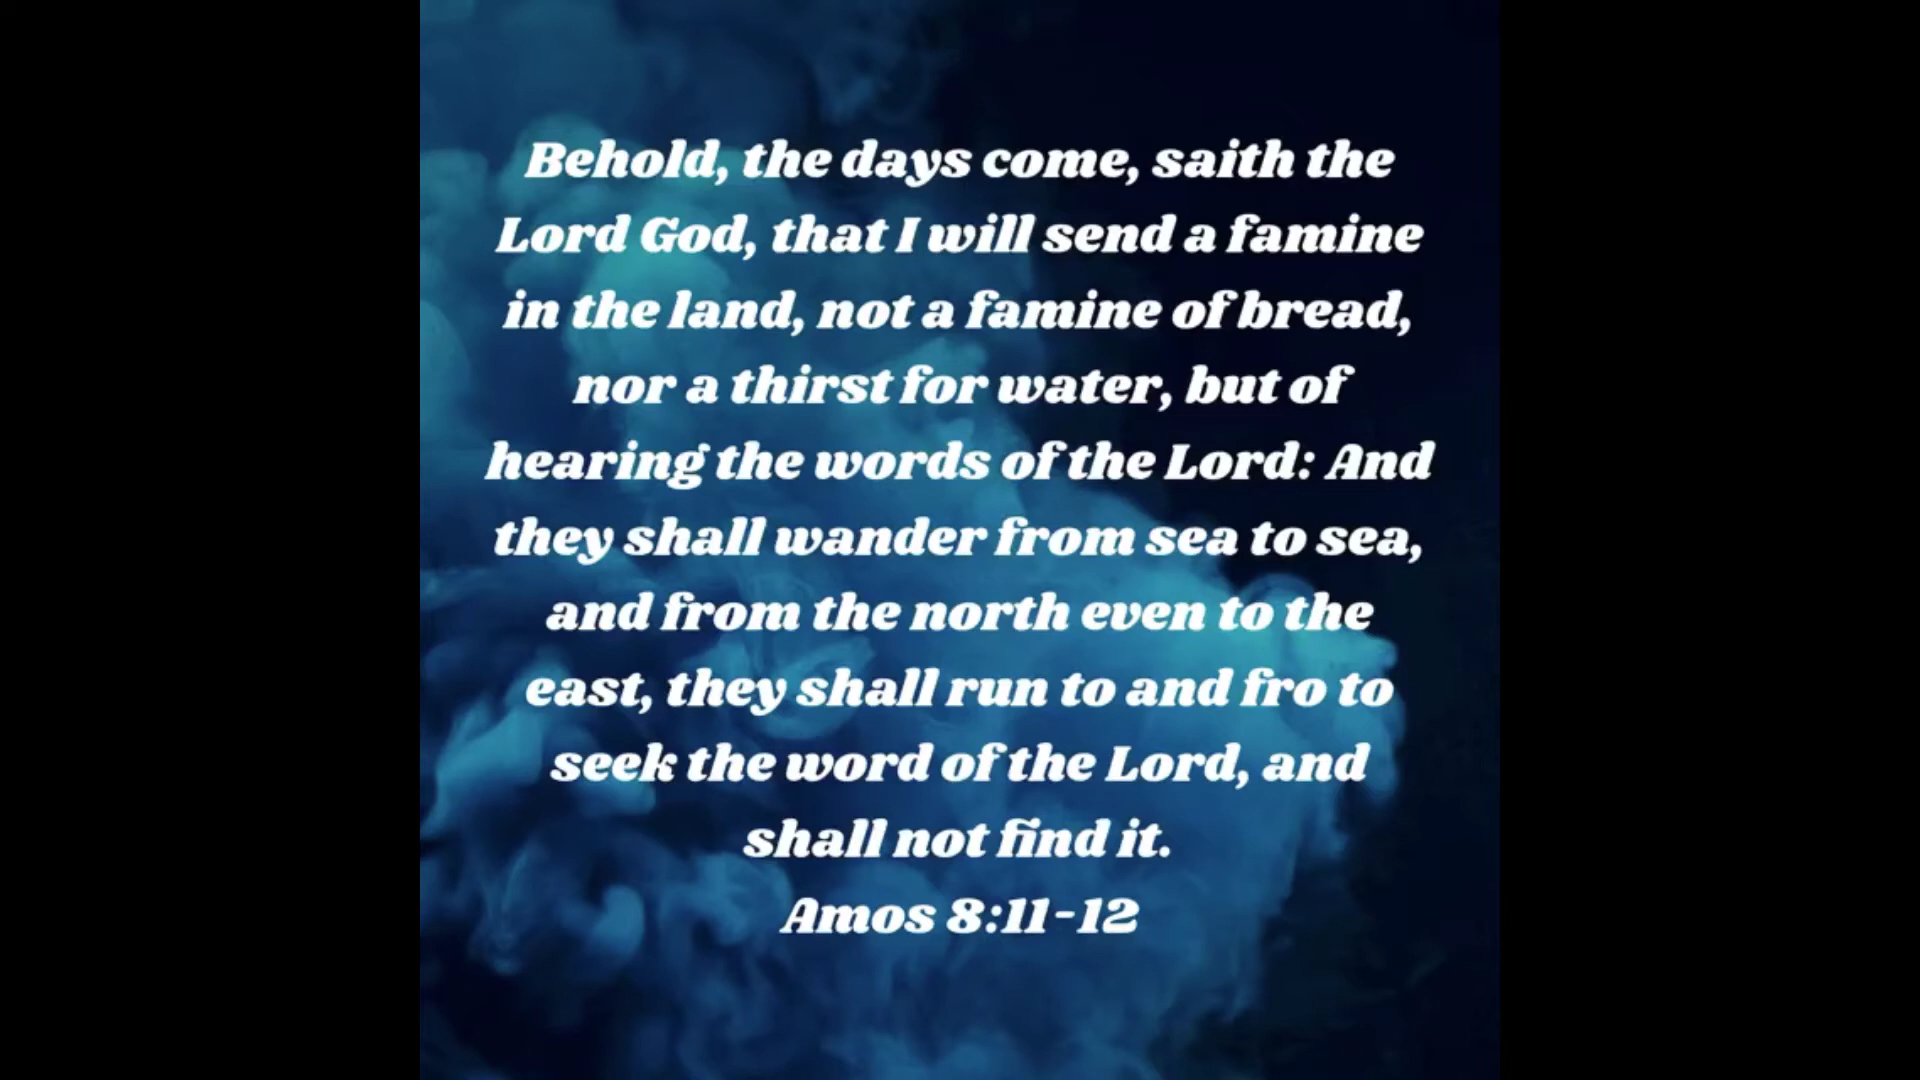 Behold, the days come, saith the
Lord God, that I will send a famine
in the land, not a famine of bread,
nor a thirst for water, but of
hearing the words of the Lord: And
they shall wander from sea to sea,
and from the north even to the
east, they shall run to and fro to
seek the word of the Lord, and
shall not find it.
Amos 8:11-12